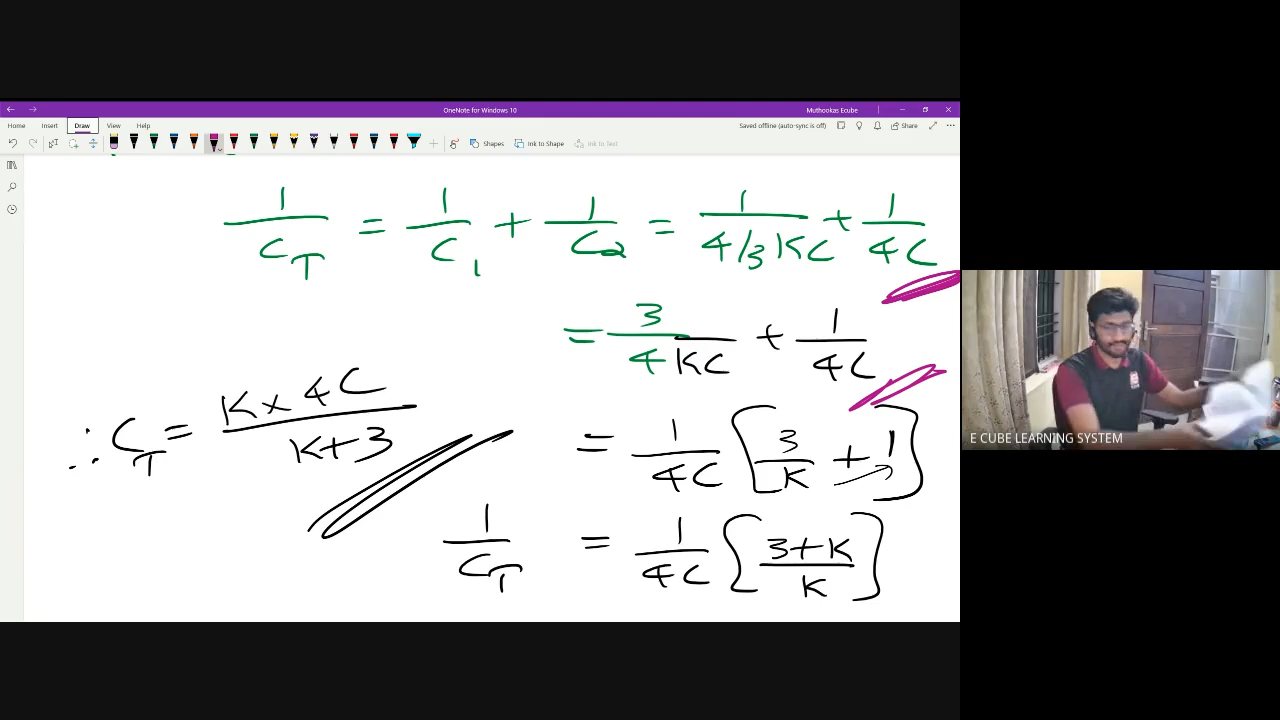 OneNote for Windows 10
Muthookas Ecube
Home Insert Draw View Help
Saved offline (auto-sync is off) Share
Shapes Ink to Shape Ink to Text
1/C_T = 1/C_1 + 1/C_2 = 1/(4/3 KC) + 1/4C
= 3/4KC + 1/4C
∴ C_T = K×4C/K+3
= 1/4C [3/K + 1]
1/C_T = 1/4C [3+K/K]
E CUBE LEARNING SYSTEM